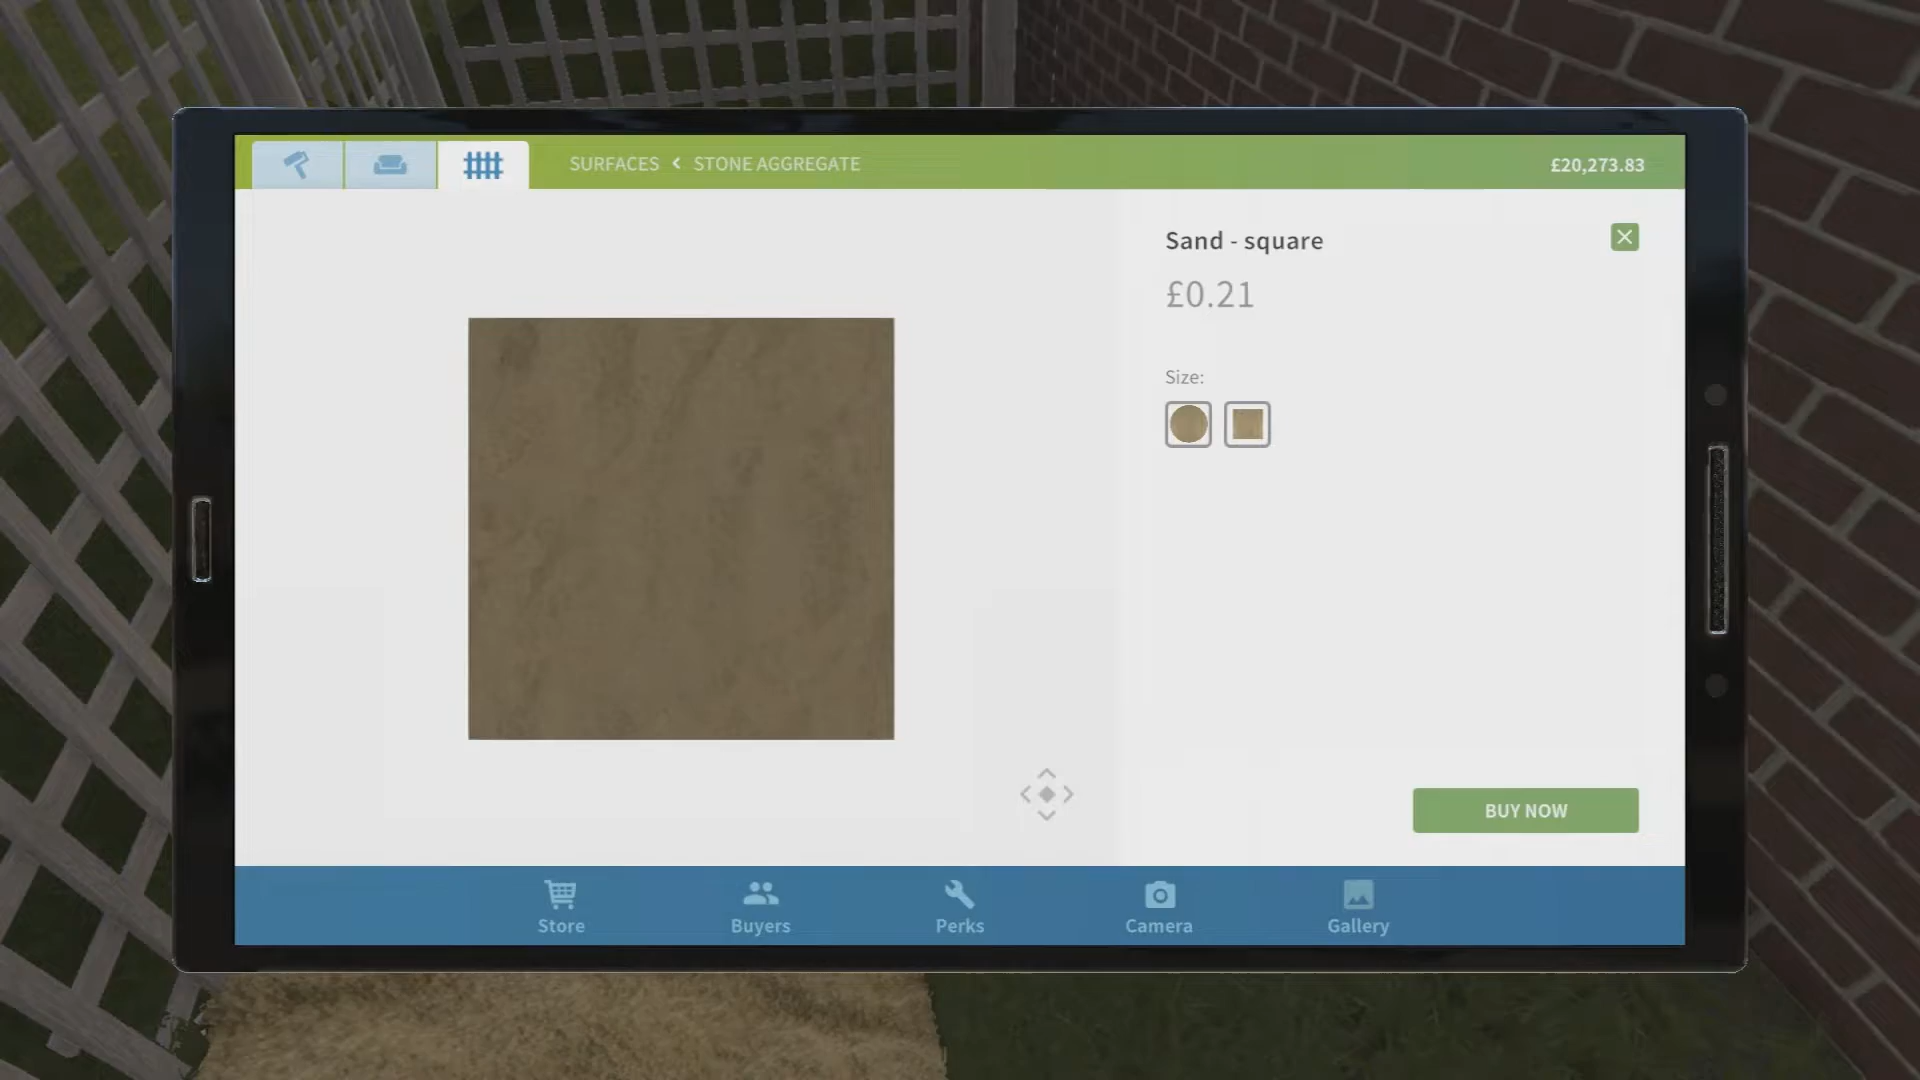 SURFACES < STONE AGGREGATE
£20,273.83
Sand - square
£0.21
Size:
BUY NOW
Store
Buyers
Perks
Camera
Gallery